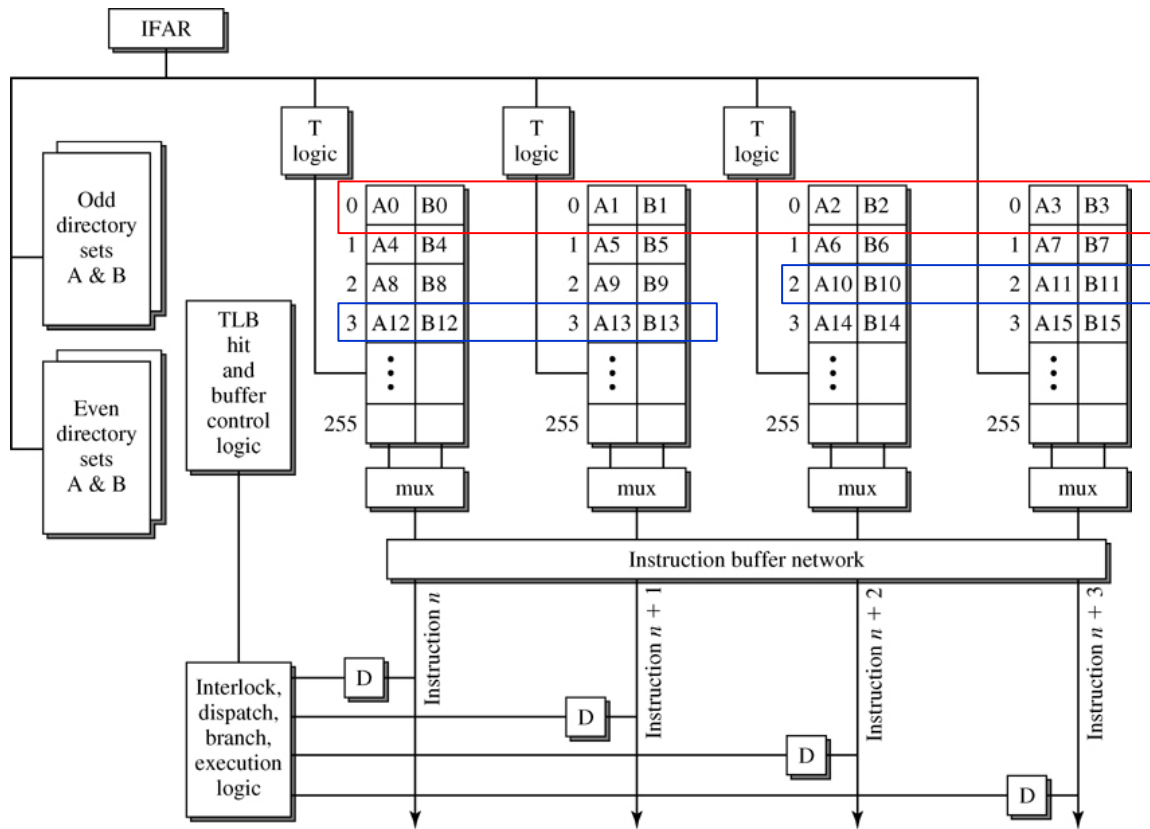 IFAR
T
logic
T
logic
T
logic
Odd
directory
sets
A & B
Even
directory
sets
A & B
TLB
hit
and
buffer
control
logic
0 A0 B0 0 A1 B1 0 A2 B2 0 A3 B3
1 A4 B4 1 A5 B5 1 A6 B6 1 A7 B7
2 A8 B8 2 A9 B9 2 A10 B10 2 A11 B11
3 A12 B12 3 A13 B13 3 A14 B14 3 A15 B15
255 255 255 255
mux mux mux mux
Instruction buffer network
Instruction n
Instruction n + 1
Instruction n + 2
Instruction n + 3
Interlock,
dispatch,
branch,
execution
logic
D
D
D
D